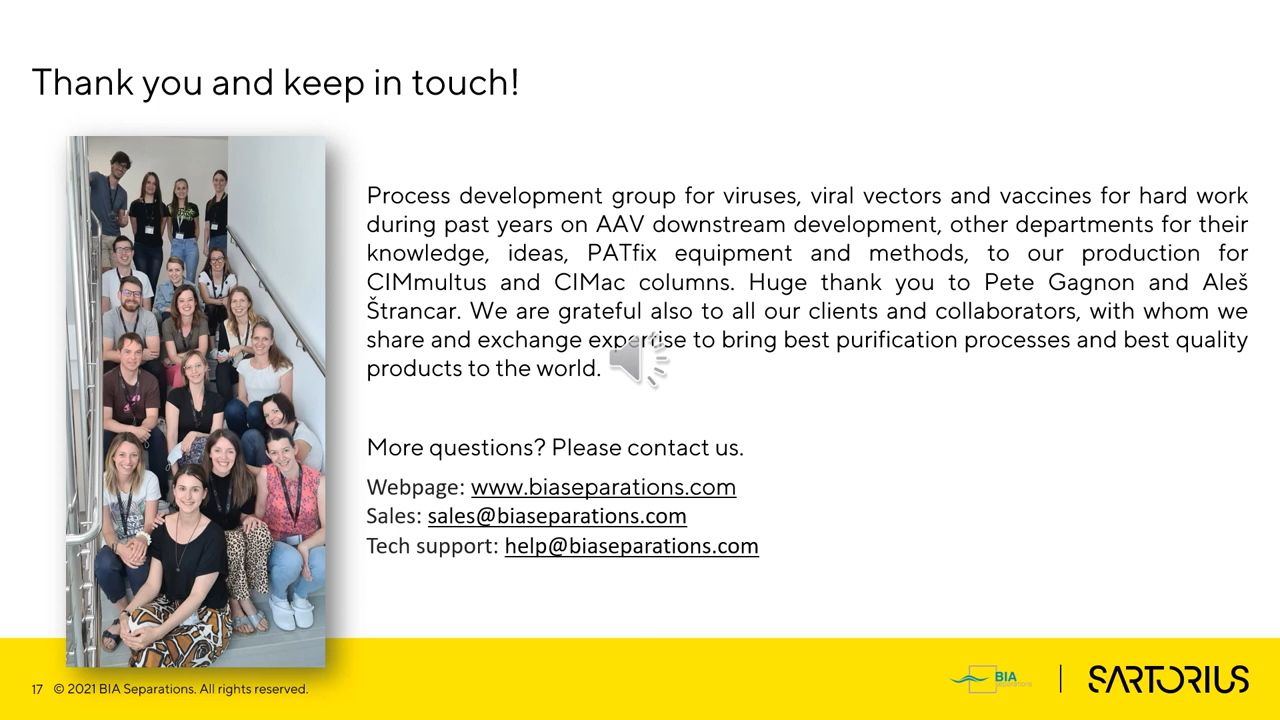 Thank you and keep in touch!
Process development group for viruses, viral vectors and vaccines for hard work
during past years on AAV downstream development, other departments for their
knowledge, ideas, PATfix equipment and methods, to our production for
CIMmultus and CIMac columns. Huge thank you to Pete Gagnon and Aleš
Štrancar. We are grateful also to all our clients and collaborators, with whom we
share and exchange expertise to bring best purification processes and best quality
products to the world.
More questions? Please contact us.
Webpage: www.biaseparations.com
Sales: sales@biaseparations.com
Tech support: help@biaseparations.com
17 © 2021 BIA Separations. All rights reserved.
BIA
separations
SARTORIUS